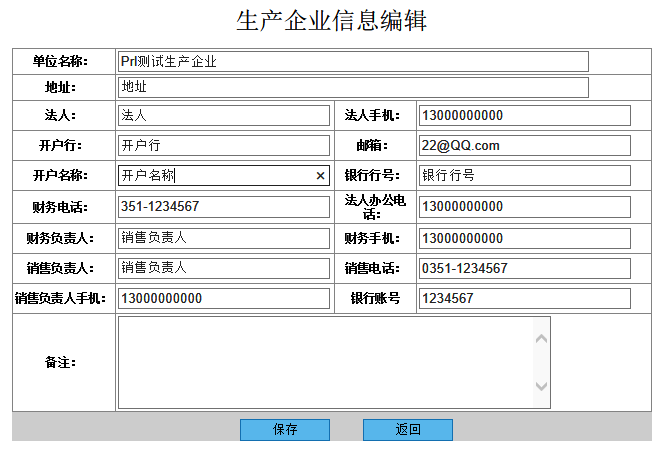 生产企业信息编辑
单位名称： Prl测试生产企业
地址： 地址
法人： 法人 法人手机： 13000000000
开户行： 开户行 邮箱： 22@QQ.com
开户名称： 开户名称 × 银行行号： 银行行号
财务电话： 351-1234567 法人办公电
话： 13000000000
财务负责人： 销售负责人 财务手机： 13000000000
销售负责人： 销售负责人 销售电话： 0351-1234567
销售负责人手机： 13000000000 银行账号 1234567
备注：
保存 返回